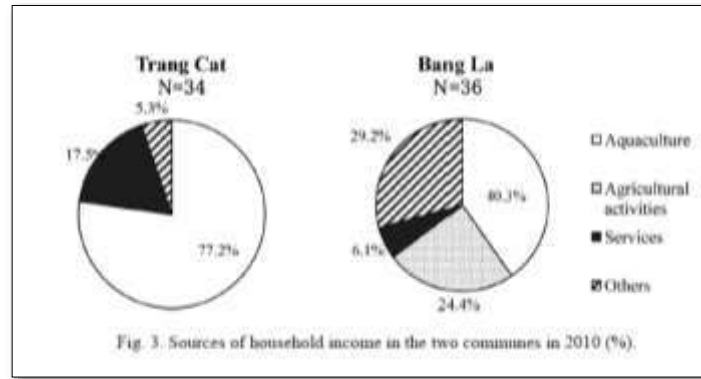 Trang Cat
N=34
5.3%
17.5%
77.2%
Bang La
N=36
29.2%
40.3%
6.1%
24.4%
Aquaculture
Agricultural
activities
Services
Others
Fig. 3. Sources of household income in the two communes in 2010 (%).